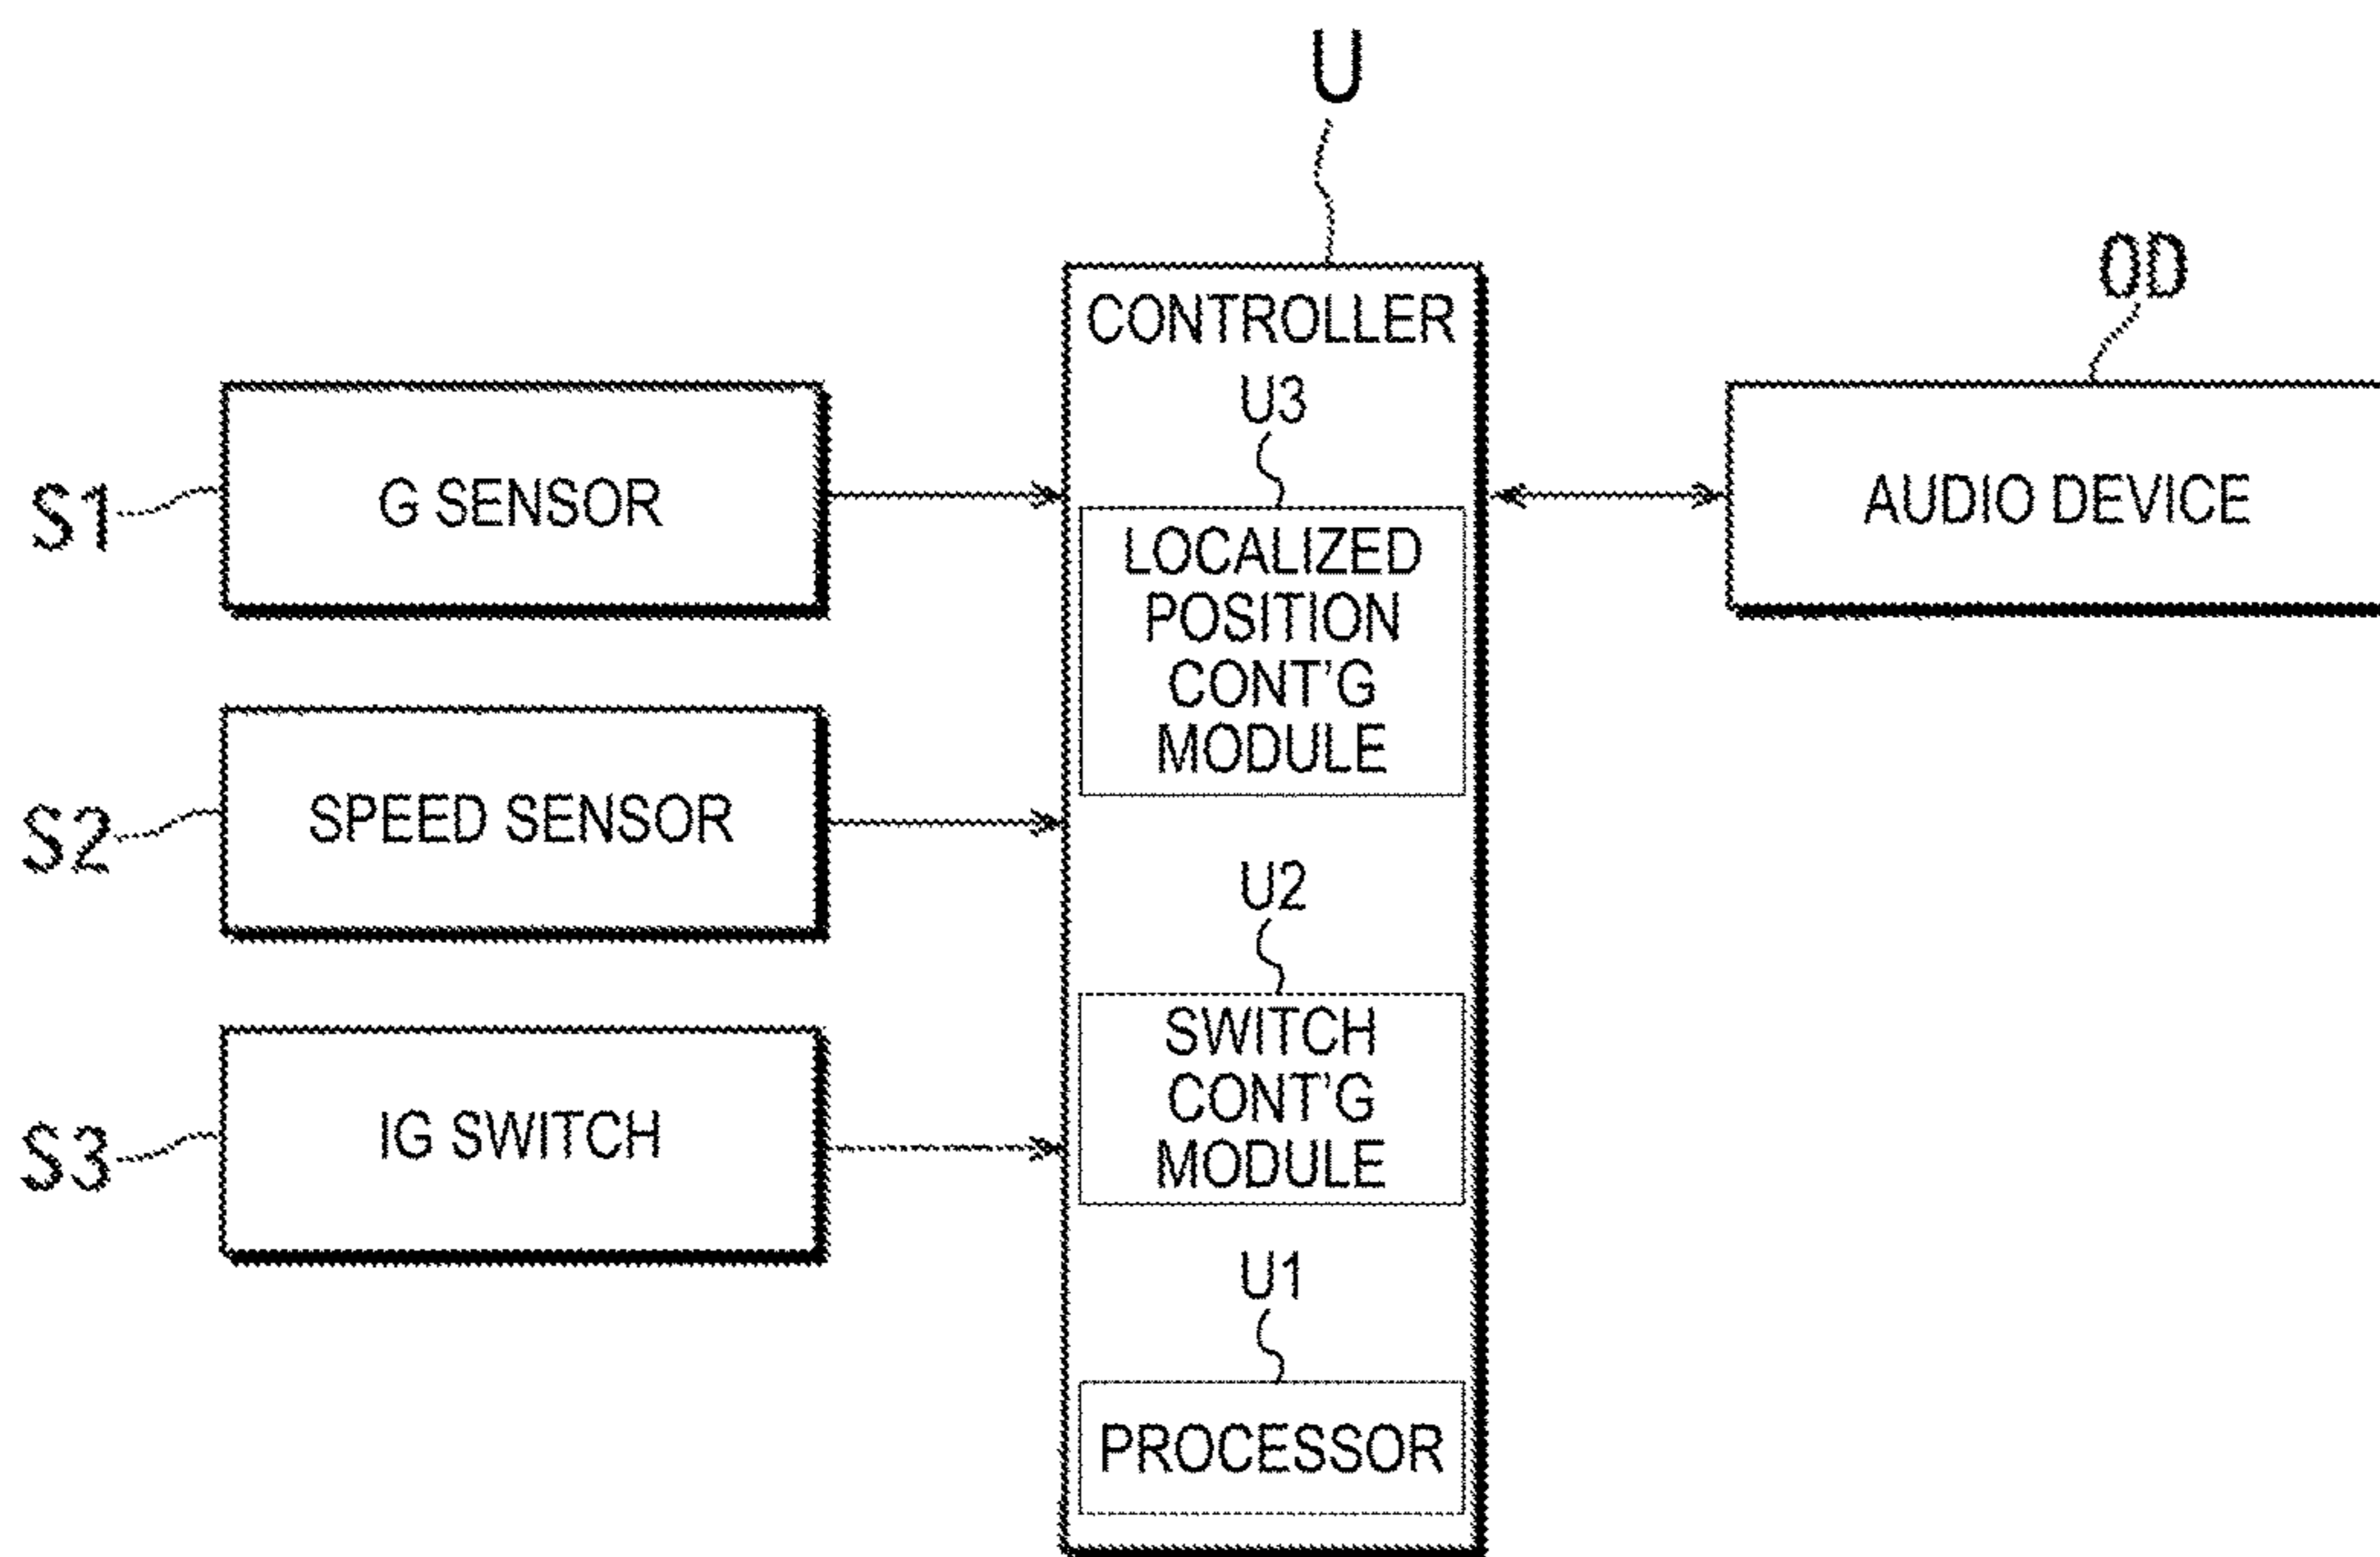 U
OD
CONTROLLER
U3
S1
G SENSOR
LOCALIZED
POSITION
CONT'G
MODULE
AUDIO DEVICE
S2
SPEED SENSOR
U2
S3
IG SWITCH
SWITCH
CONT'G
MODULE
U1
PROCESSOR